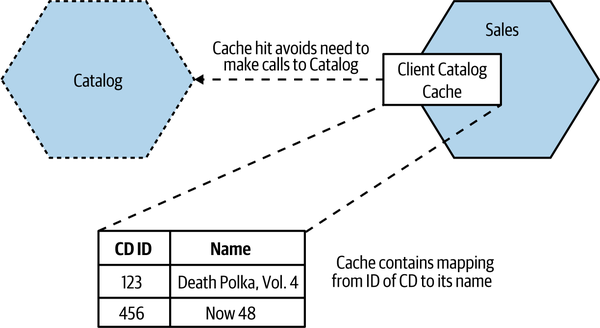 Catalog
Cache hit avoids need to
make calls to Catalog
Sales
Client Catalog
Cache
CD ID Name
123 Death Polka, Vol. 4
456 Now 48
Cache contains mapping
from ID of CD to its name